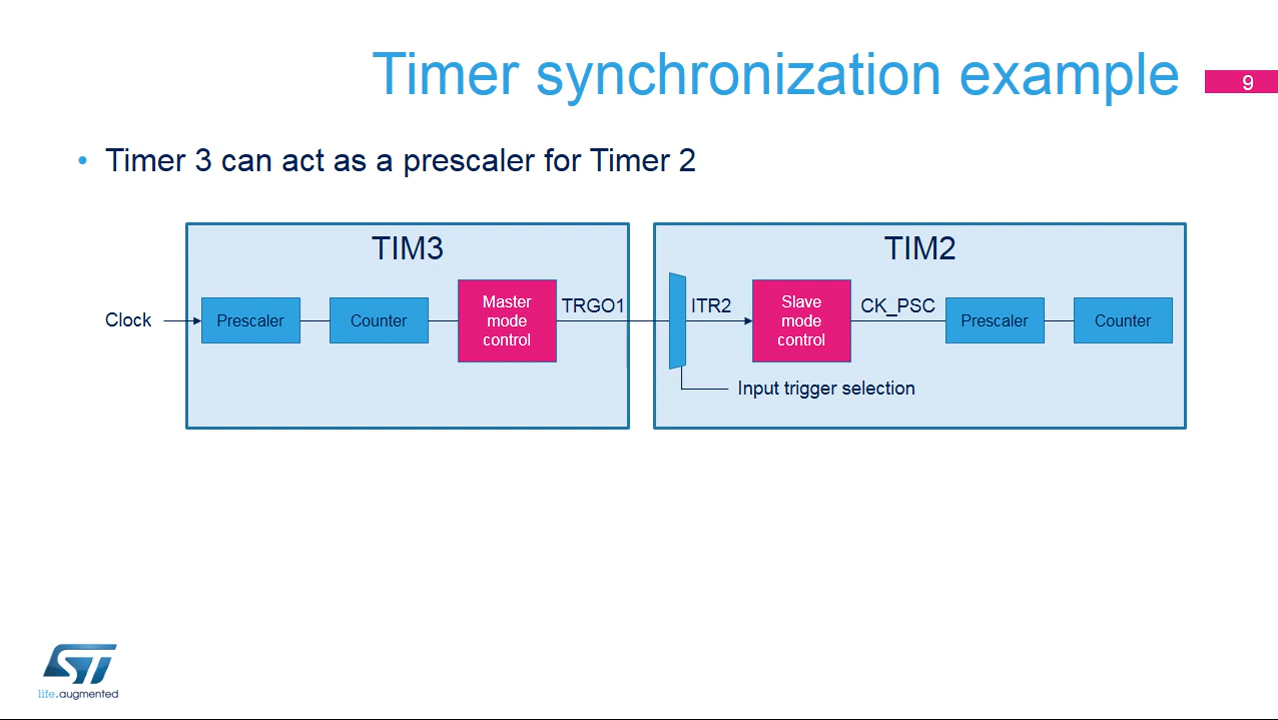 Timer synchronization example
9
• Timer 3 can act as a prescaler for Timer 2
TIM3
TIM2
Clock
Prescaler
Counter
Master
mode
control
TRGO1
ITR2
Slave
mode
control
CK_PSC
Prescaler
Counter
Input trigger selection
ST
life.augmented